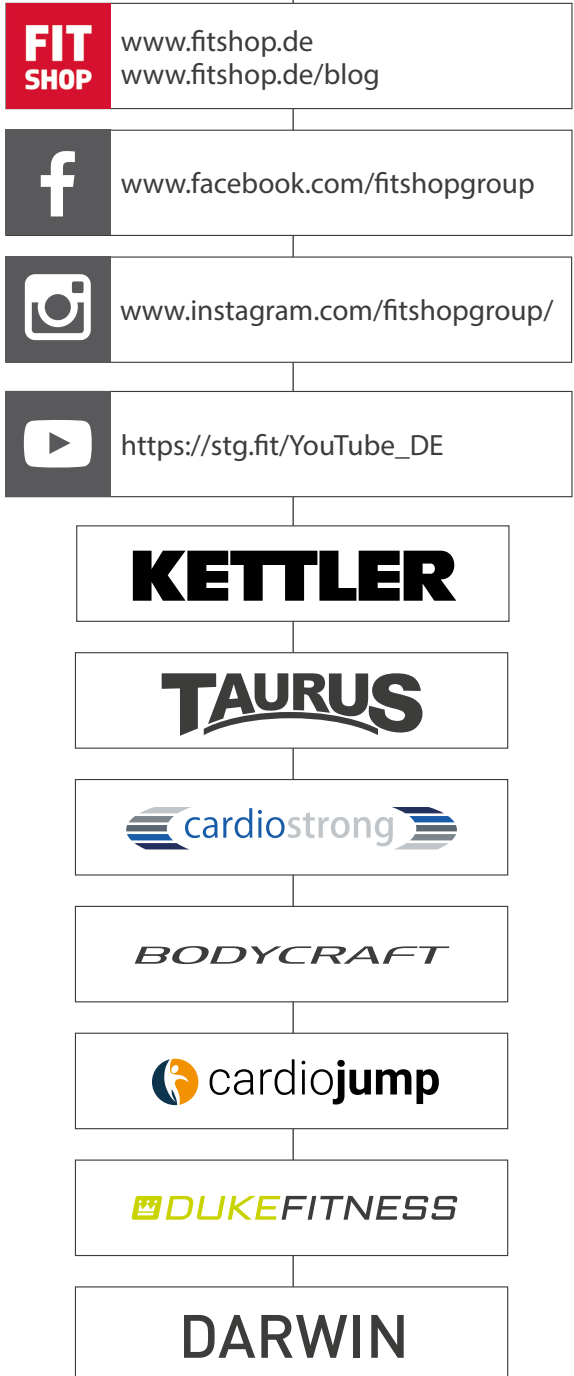 FIT
SHOP
www.fitshop.de
www.fitshop.de/blog
f
www.facebook.com/fitshopgroup
www.instagram.com/fitshopgroup/
https://stg.fit/YouTube_DE
KETTLER
TAURUS
cardiostrong
BODYCRAFT
cardiojump
DUKEFITNESS
DARWIN